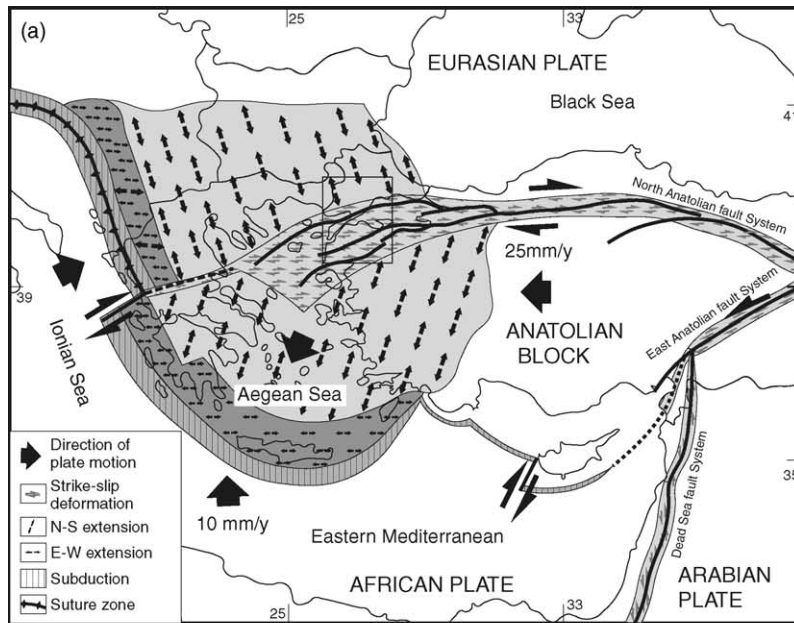 (a)
25
33
EURASIAN PLATE
Black Sea
41
North Anatolian fault System
25mm/y
39
ANATOLIAN
BLOCK
East Anatolian fault System
Ionian Sea
Aegean Sea
Direction of
plate motion
Strike-slip
deformation
N-S extension
E-W extension
Subduction
Suture zone
10 mm/y
35
Dead Sea fault System
Eastern Mediterranean
AFRICAN PLATE
ARABIAN
PLATE
25
33